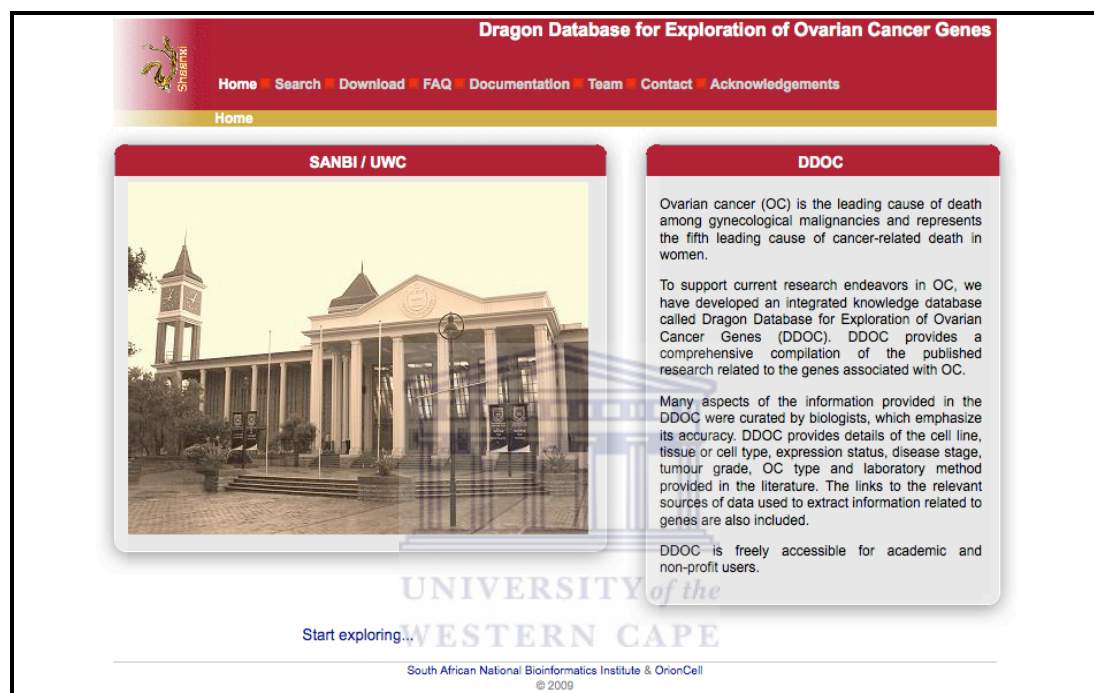 Dragon Database for Exploration of Ovarian Cancer Genes
Shaanxi
Home Search Download FAQ Documentation Team Contact Acknowledgements
Home
SANBI / UWC
DDOC
Ovarian cancer (OC) is the leading cause of death
among gynecological malignancies and represents
the fifth leading cause of cancer-related death in
women.
To support current research endeavors in OC, we
have developed an integrated knowledge database
called Dragon Database for Exploration of Ovarian
Cancer Genes (DDOC). DDOC provides a
comprehensive compilation of the published
research related to the genes associated with OC.
Many aspects of the information provided in the
DDOC were curated by biologists, which emphasize
its accuracy. DDOC provides details of the cell line,
tissue or cell type, expression status, disease stage,
tumour grade, OC type and laboratory method
provided in the literature. The links to the relevant
sources of data used to extract information related to
genes are also included.
DDOC is freely accessible for academic and
non-profit users.
UNIVERSITY of the
WESTERN CAPE
Start exploring...
South African National Bioinformatics Institute & OrionCell
© 2009